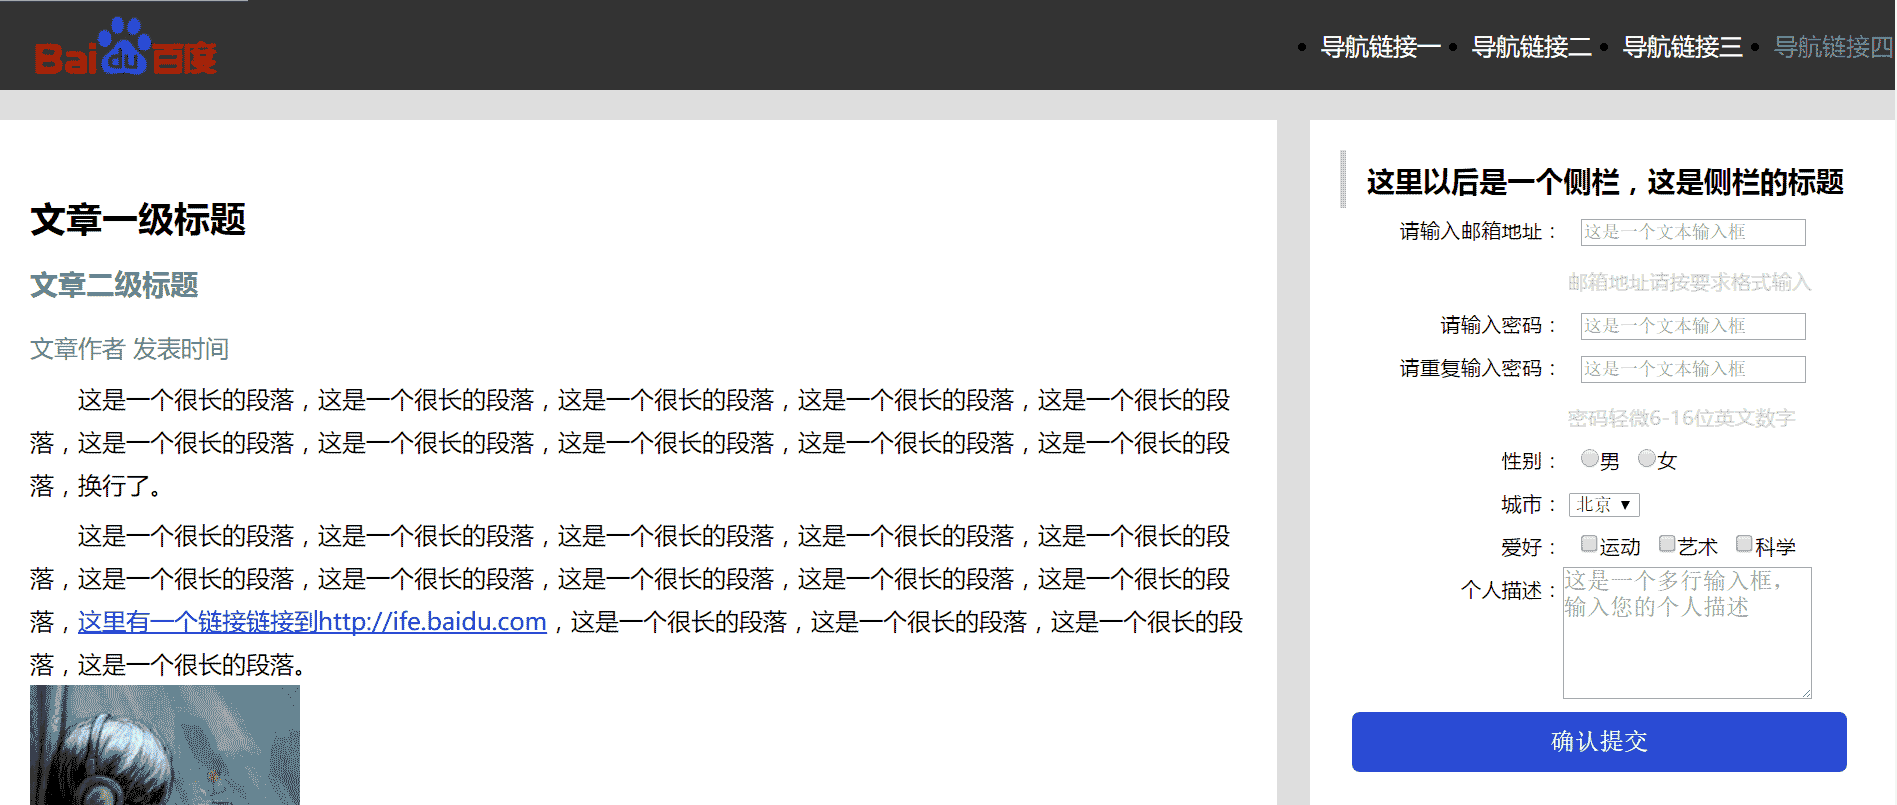 Baidu百度
导航链接一 导航链接二 导航链接三 导航链接四
文章一级标题
文章二级标题
文章作者 发表时间
这是一个很长的段落，这是一个很长的段落，这是一个很长的段落，这是一个很长的段落，这是一个很长的段
落，这是一个很长的段落，这是一个很长的段落，这是一个很长的段落，这是一个很长的段落，这是一个很长的段
落，换行了。
这是一个很长的段落，这是一个很长的段落，这是一个很长的段落，这是一个很长的段落，这是一个很长的段
落，这是一个很长的段落，这是一个很长的段落，这是一个很长的段落，这是一个很长的段落，这是一个很长的段
落，这里有一个链接链接到http://ife.baidu.com，这是一个很长的段落，这是一个很长的段落，这是一个很长的段
落，这是一个很长的段落。
这里以后是一个侧栏，这是侧栏的标题
请输入邮箱地址： 这是一个文本输入框
邮箱地址请按要求格式输入
请输入密码： 这是一个文本输入框
请重复输入密码： 这是一个文本输入框
密码轻微6-16位英文数字
性别： 男 女
城市： 北京
爱好： 运动 艺术 科学
个人描述： 这是一个多行输入框，
输入您的个人描述
确认提交